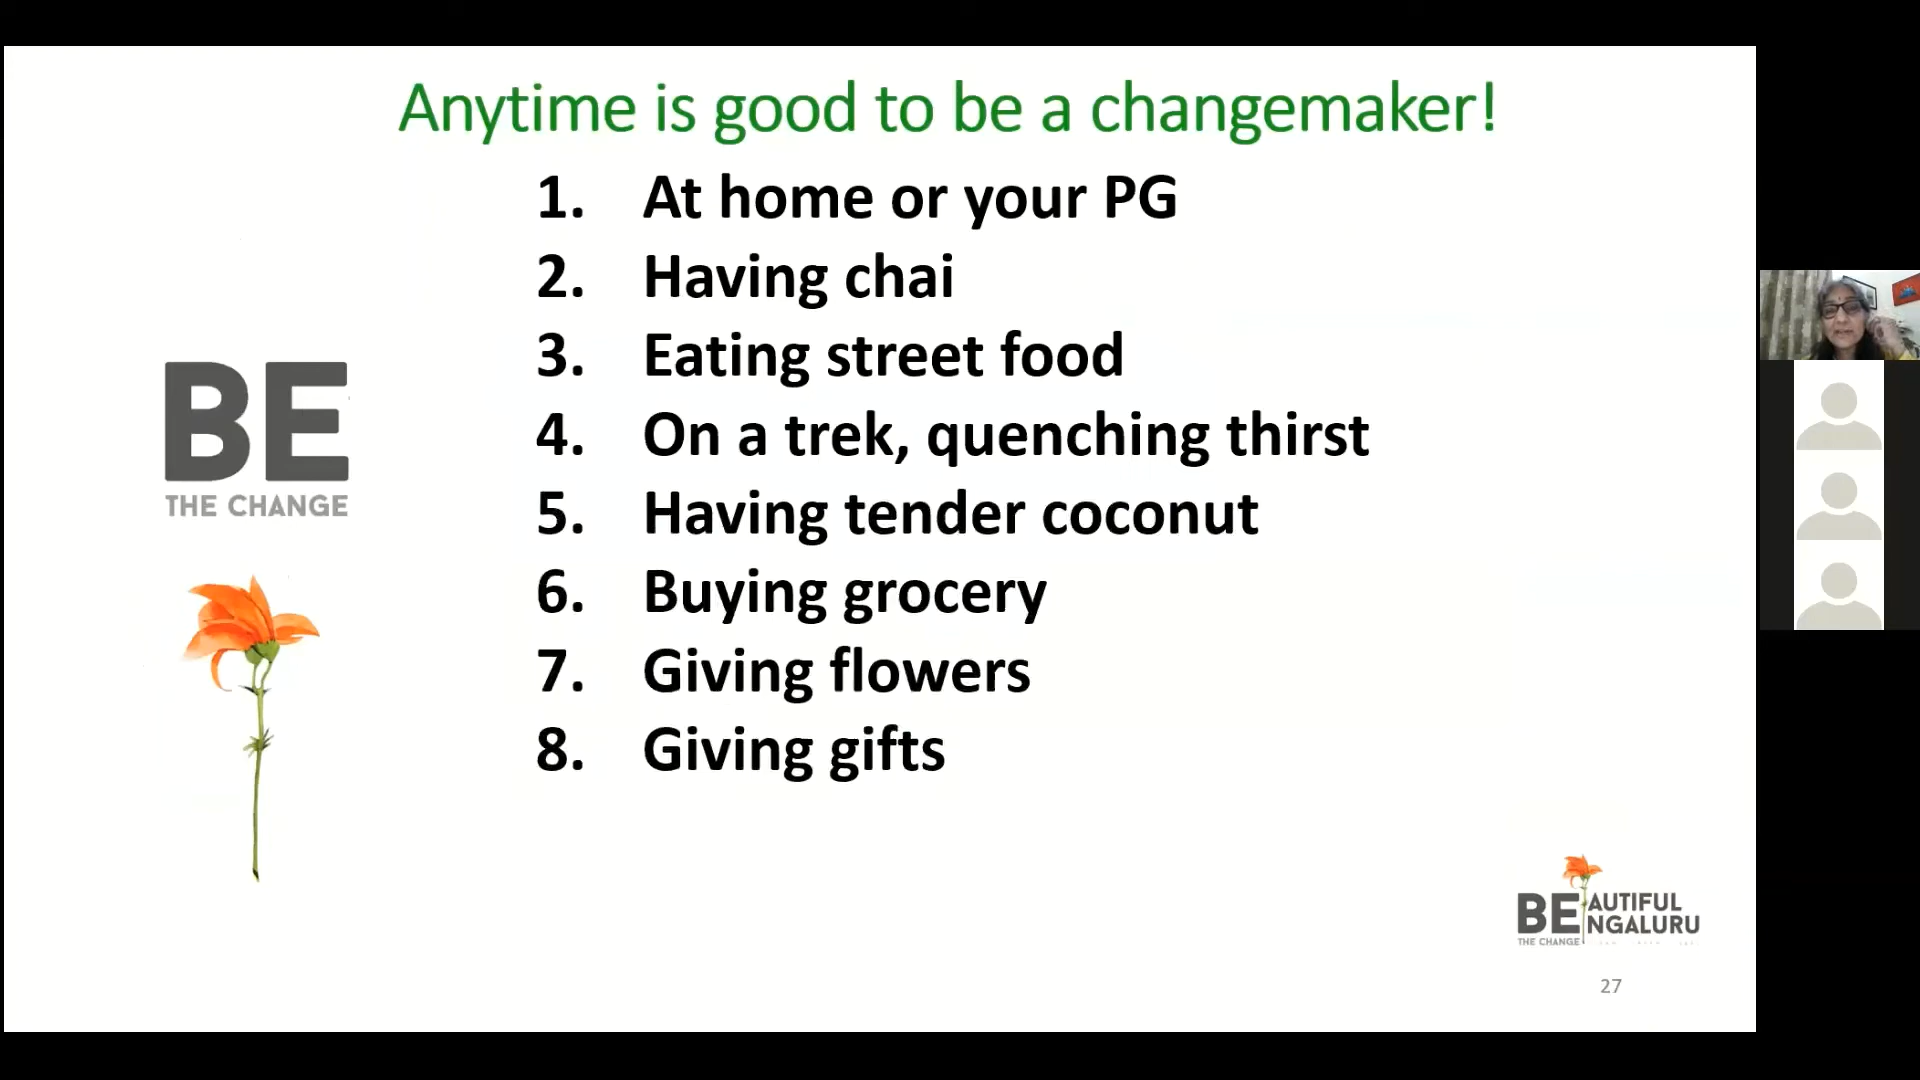 Anytime is good to be a changemaker!
1. At home or your PG
2. Having chai
3. Eating street food
4. On a trek, quenching thirst
5. Having tender coconut
6. Buying grocery
7. Giving flowers
8. Giving gifts
BE
THE CHANGE
BEAUTIFUL
BENGALURU
THE CHANGE
27